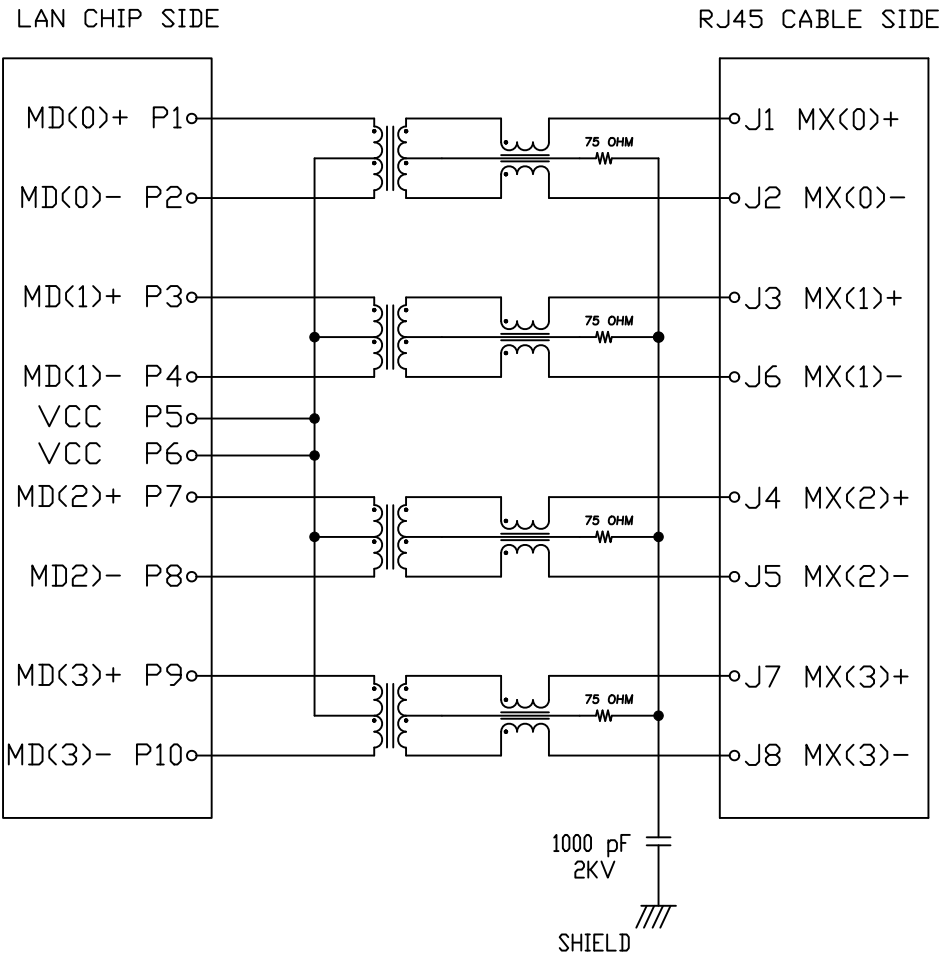 LAN CHIP SIDE
RJ45 CABLE SIDE
MD(0)+ P1
75 OHM
J1 MX(0)+
MD(0)- P2
J2 MX(0)-
MD(1)+ P3
75 OHM
J3 MX(1)+
MD(1)- P4
J6 MX(1)-
VCC P5
VCC P6
MD(2)+ P7
75 OHM
J4 MX(2)+
MD2)- P8
J5 MX(2)-
MD(3)+ P9
75 OHM
J7 MX(3)+
MD(3)- P10
J8 MX(3)-
1000 pF
2KV
SHIELD